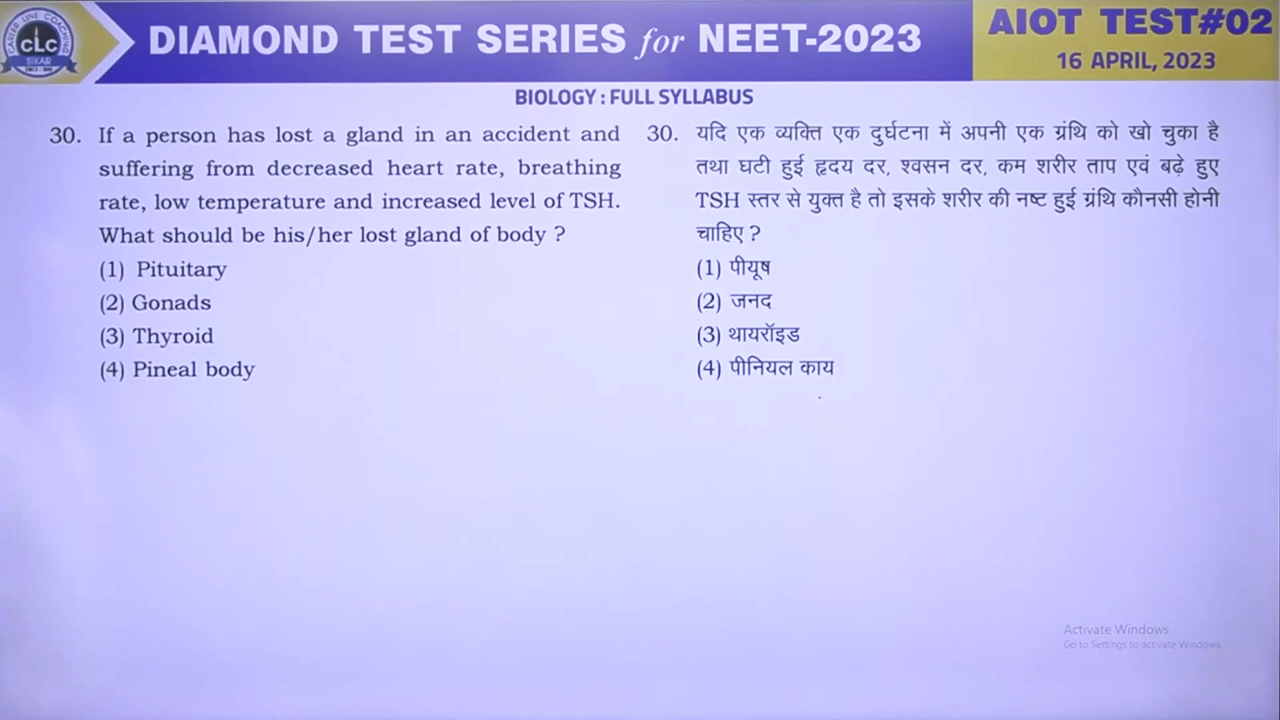 CAREER LINE COACHING
CLC
SIKAR
DIAMOND TEST SERIES for NEET-2023
AIOT TEST#02
16 APRIL, 2023
BIOLOGY : FULL SYLLABUS
30. If a person has lost a gland in an accident and
suffering from decreased heart rate, breathing
rate, low temperature and increased level of TSH.
What should be his/her lost gland of body ?
(1) Pituitary
(2) Gonads
(3) Thyroid
(4) Pineal body
30. यदि एक व्यक्ति एक दुर्घटना में अपनी एक ग्रंथि को खो चुका है
तथा घटी हुई हृदय दर, श्वसन दर, कम शरीर ताप एवं बढ़े हुए
TSH स्तर से युक्त है तो इसके शरीर की नष्ट हुई ग्रंथि कौनसी होनी
चाहिए ?
(1) पीयूष
(2) जनद
(3) थायरॉइड
(4) पीनियल काय
Activate Windows
Go to Settings to activate Windows.